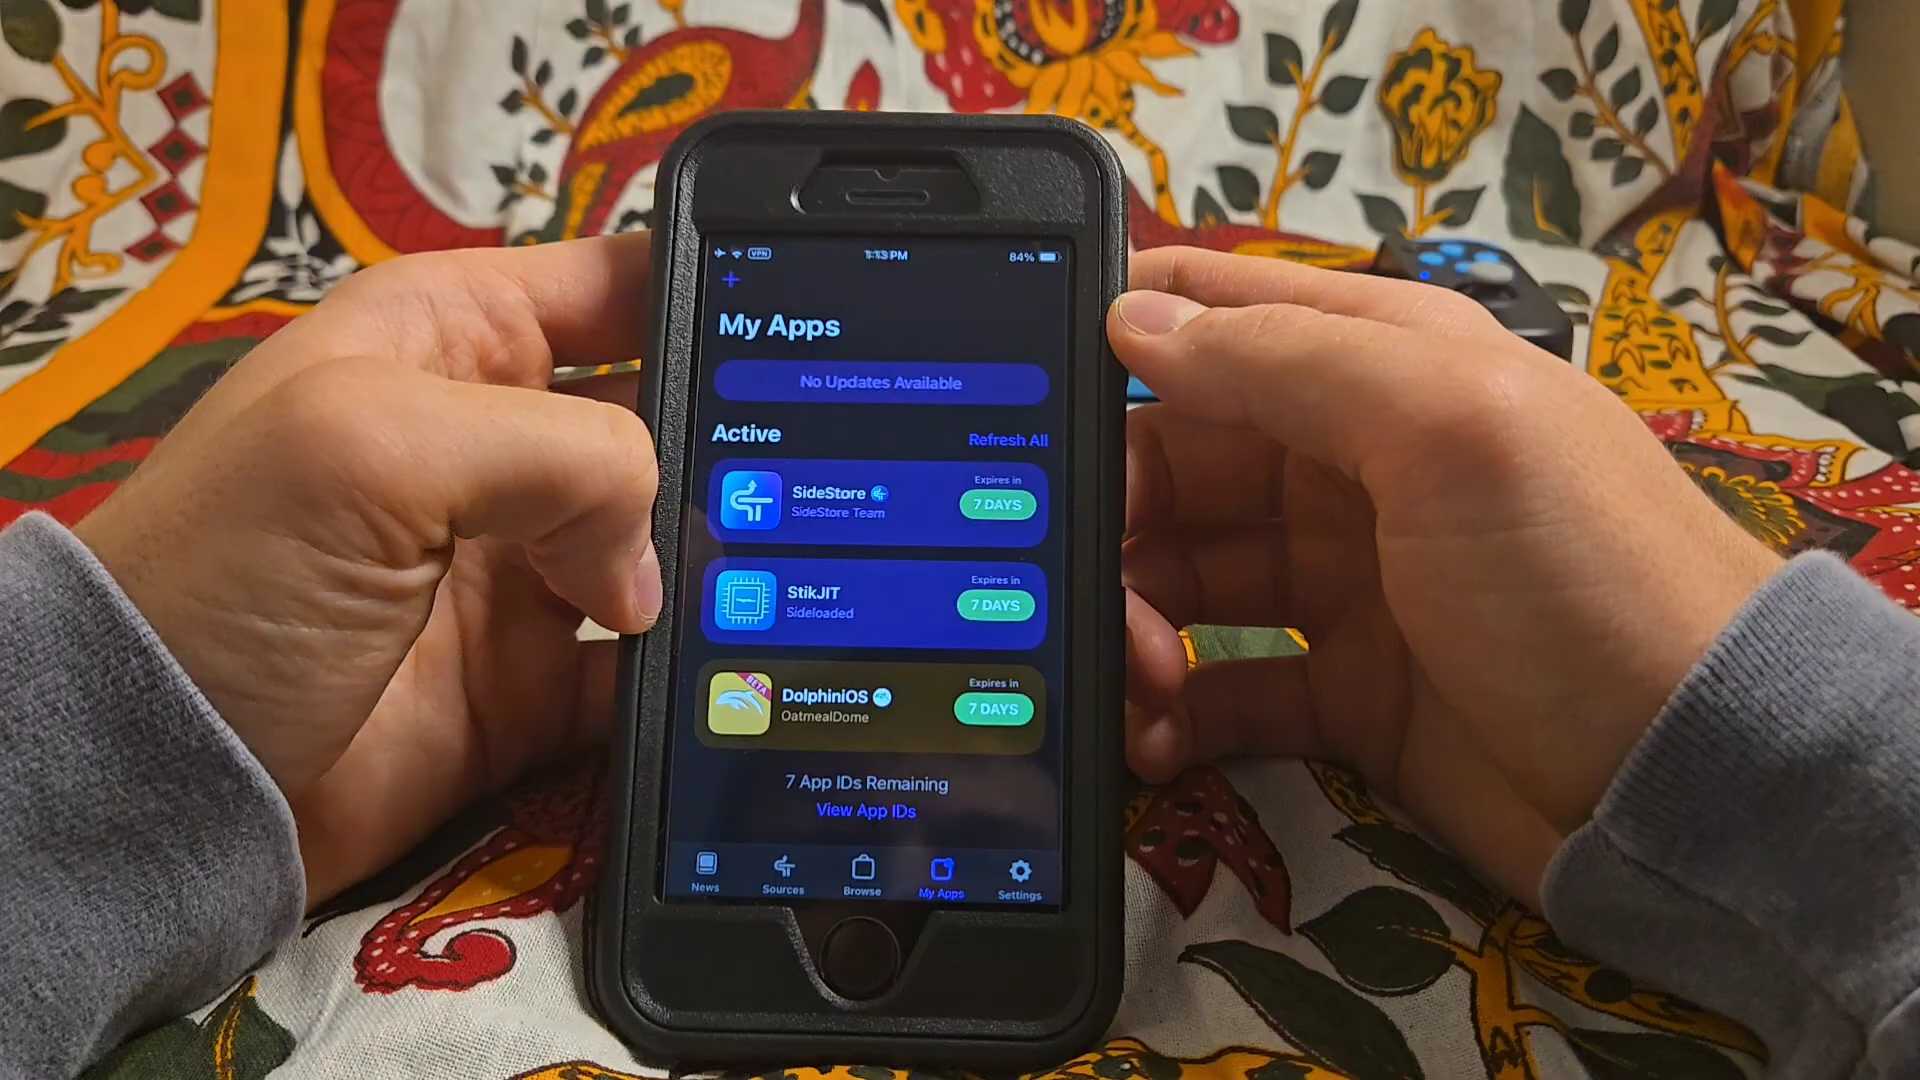 VPN
1:13 PM
84%
+
My Apps
No Updates Available
Active
Refresh All
SideStore
SideStore Team
Expires in
7 DAYS
StikJIT
Sideloaded
Expires in
7 DAYS
BETA
DolphiniOS
OatmealDome
Expires in
7 DAYS
7 App IDs Remaining
View App IDs
News
Sources
Browse
My Apps
Settings